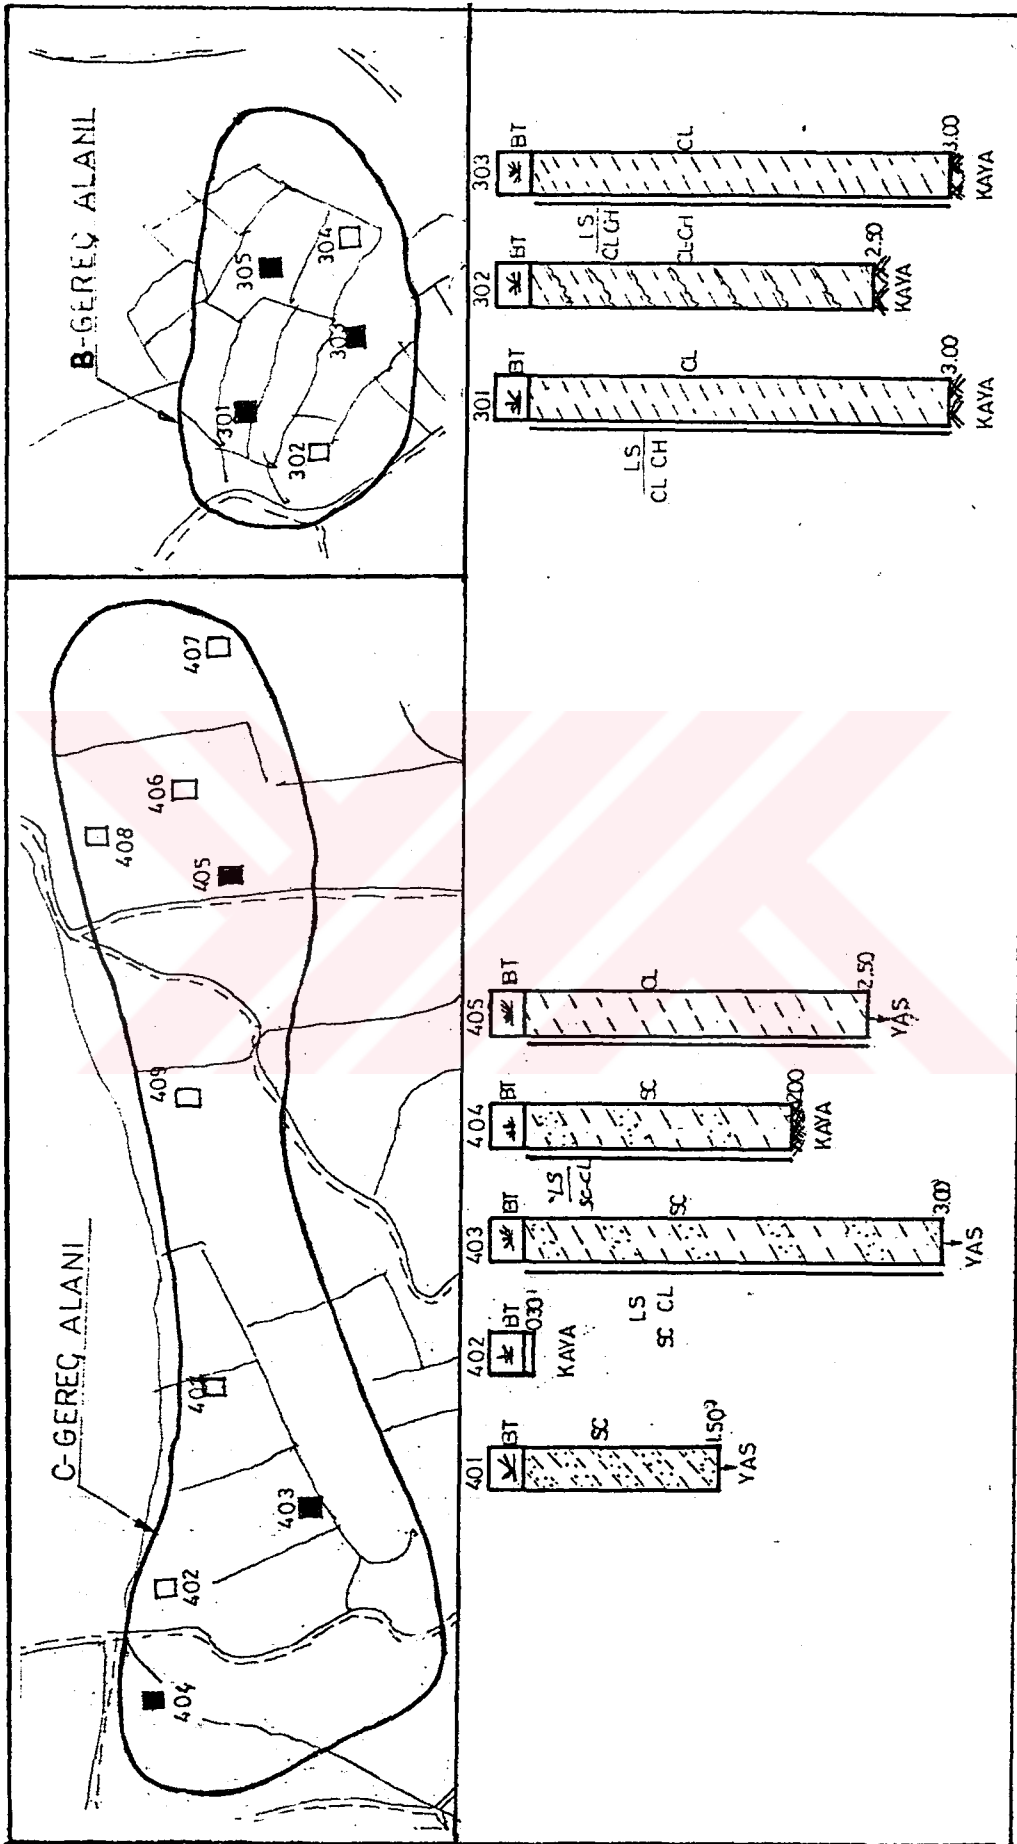 B-GEREÇ ALANI
305
304
303
301
302
C-GEREÇ ALANI
407
406
408
405
409
401
403
402
404
303
BT
CL
3.00
KAYA
LS
CL CH
302
BT
CL-CH
2.50
KAYA
301
BT
CL
3.00
KAYA
LS
CL CH
405
BT
CL
2.50
YAS
404
BT
SC
2.00
KAYA
LS
SC-CL
403
BT
SC
3.00
YAS
LS
SC CL
402
BT
0.30
KAYA
401
BT
SC
1.50
YAS